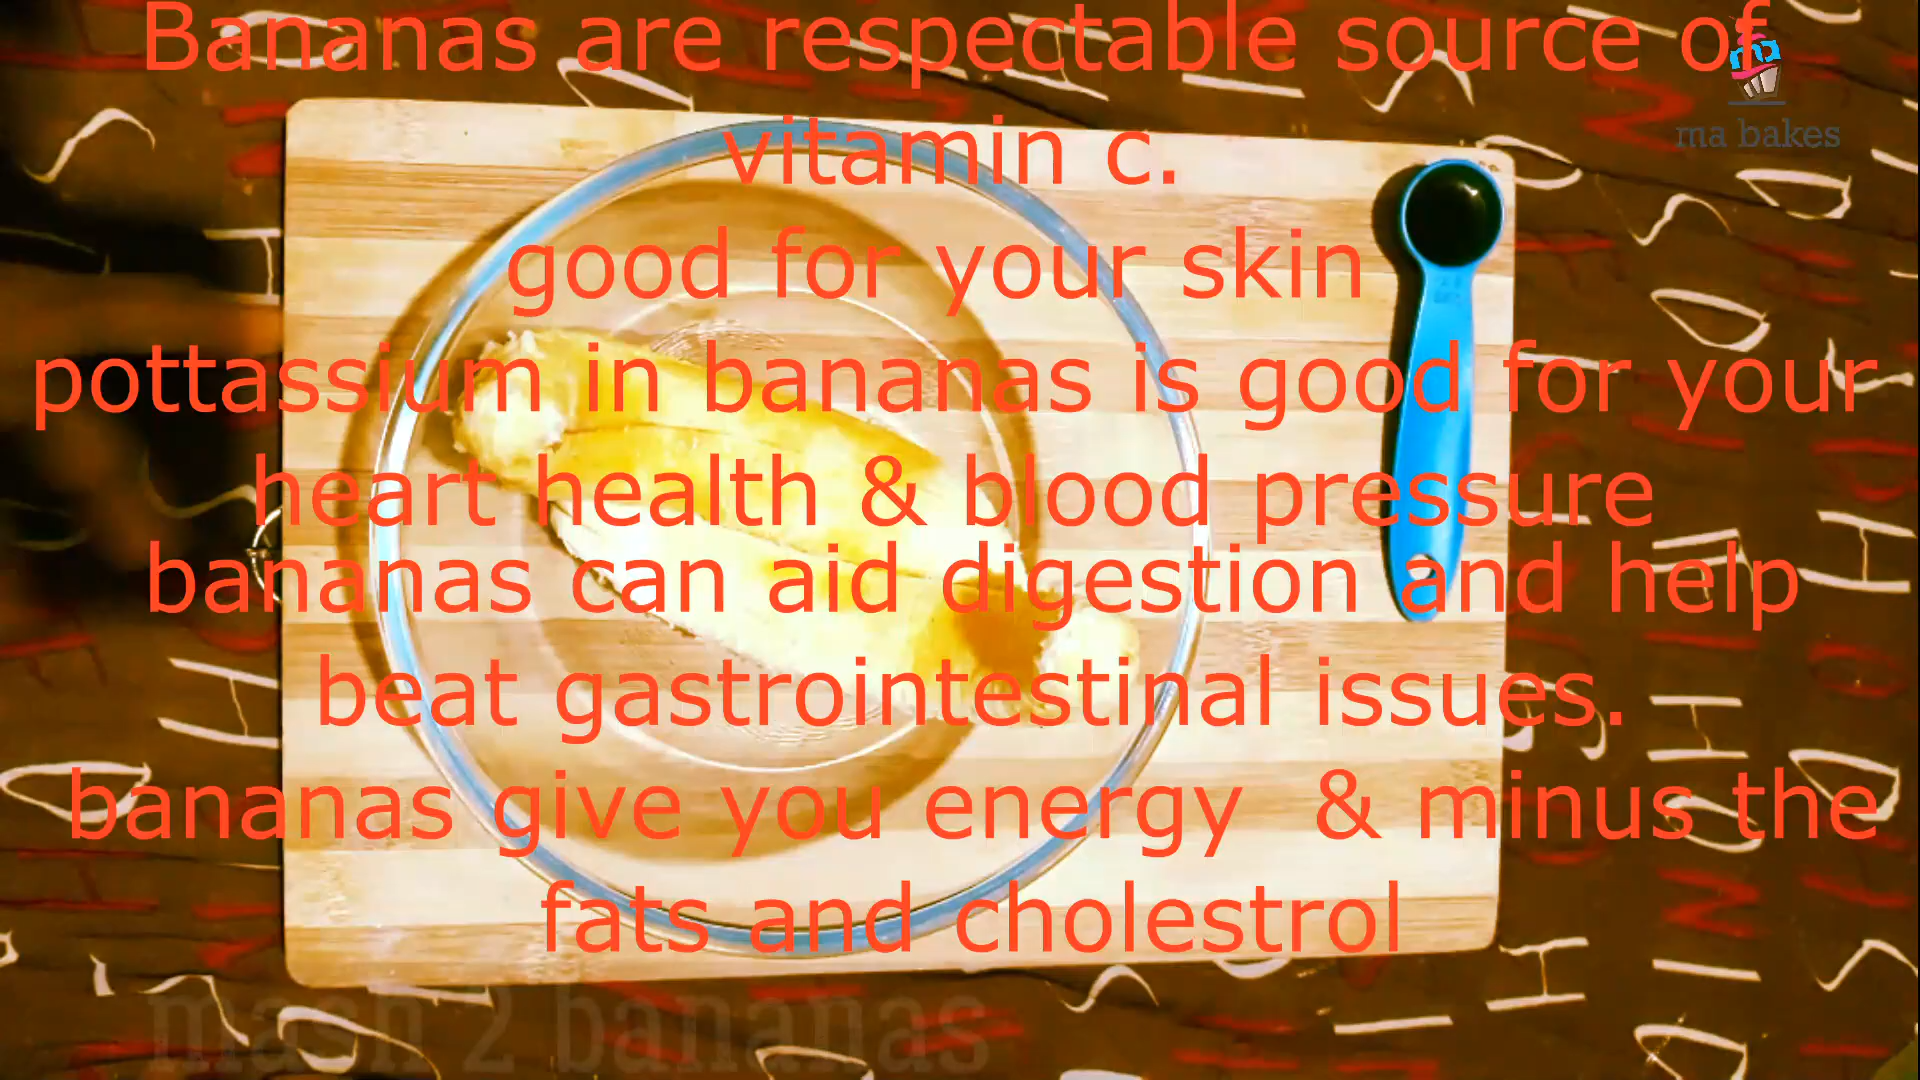 Bananas are respectable source of
ma bakes
vitamin c.
good for your skin
pottassium in bananas is good for your
heart health & blood pressure
bananas can aid digestion and help
beat gastrointestinal issues.
bananas give you energy  & minus the
fats and cholestrol
mash 2 bananas